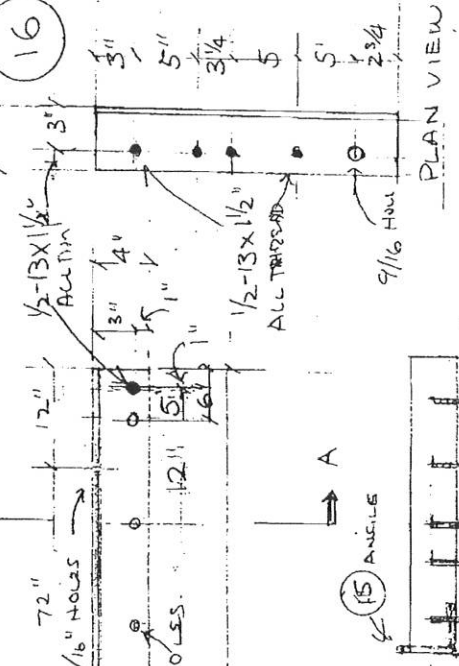 16
3"
5"
3 1/4
5
5'
2 3/4
3"
PLAN VIEW
1/2-13X1 1/2"
1/2-13X1 1/2"
ALL THREAD
9/16 HOLE
12"
72"
/16" HOLES
3"
4"
1"
1"
5"
6"
12"
OLES.
A
15 ANGLE